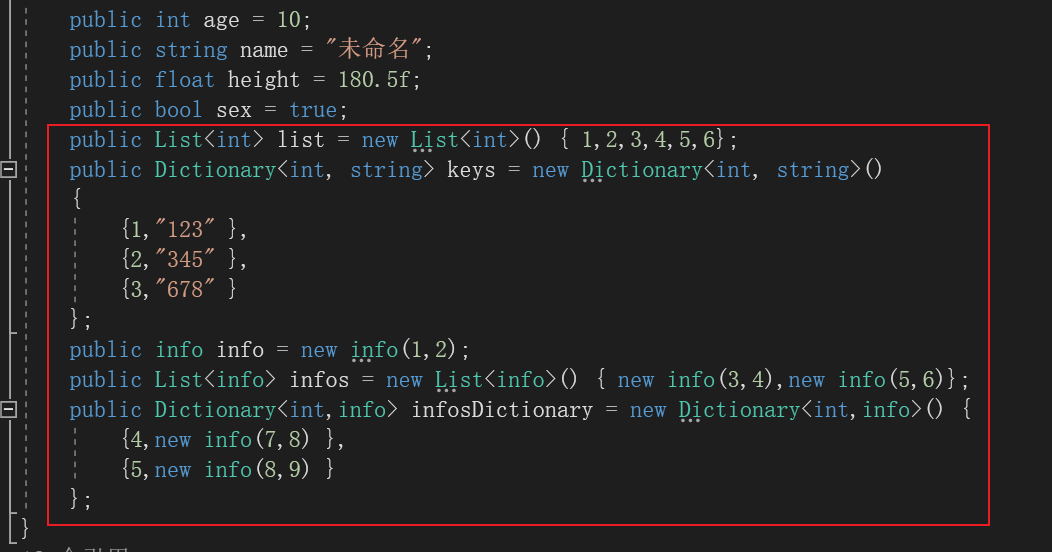 public int age = 10;
public string name = "未命名";
public float height = 180.5f;
public bool sex = true;
public List<int> list = new List<int>() { 1,2,3,4,5,6};
public Dictionary<int, string> keys = new Dictionary<int, string>()
{
{1,"123" },
{2,"345" },
{3,"678" }
};
public info info = new info(1,2);
public List<info> infos = new List<info>() { new info(3,4),new info(5,6)};
public Dictionary<int,info> infosDictionary = new Dictionary<int,info>() {
{4,new info(7,8) },
{5,new info(8,9) }
};
}